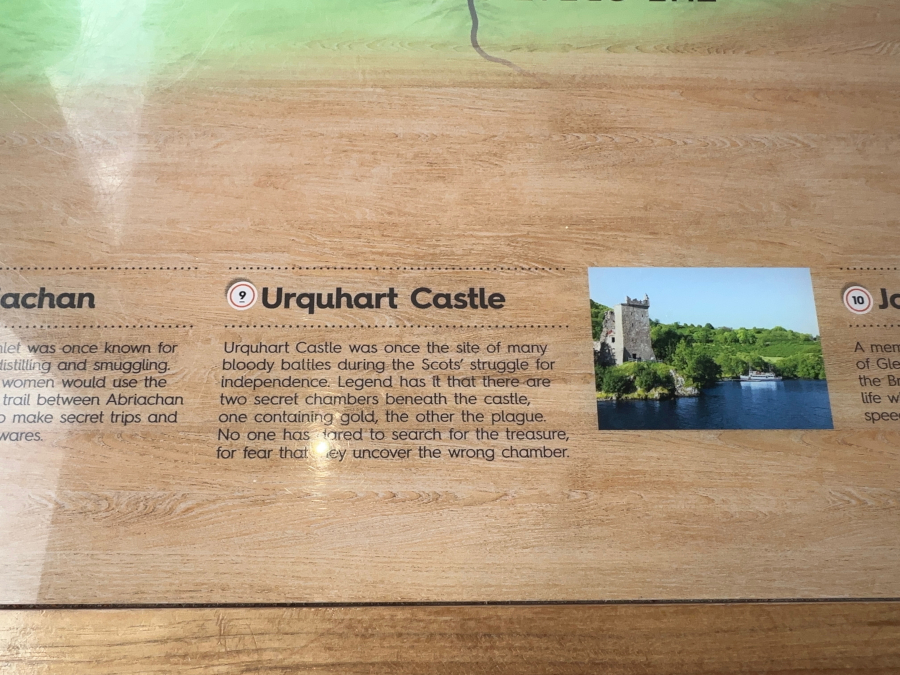 9 Urquhart Castle
Urquhart Castle was once the site of many
bloody battles during the Scots' struggle for
independence. Legend has it that there are
two secret chambers beneath the castle,
one containing gold, the other the plague.
No one has dared to search for the treasure,
for fear that they uncover the wrong chamber.
achan
let was once known for
distilling and smuggling.
women would use the
trail between Abriachan
o make secret trips and
wares.
10 Jo
A mem
of Gle
the Br
life w
spee